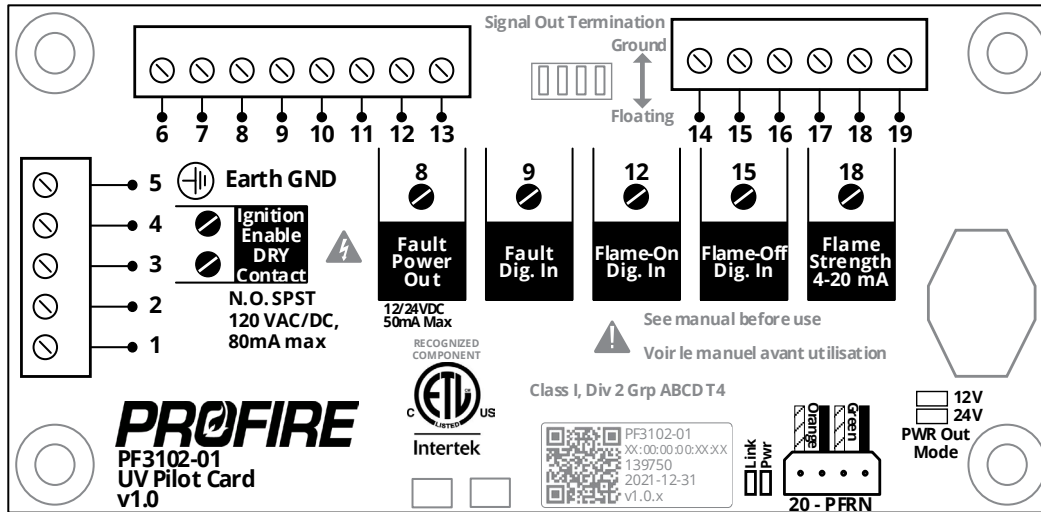 Signal Out Termination
Ground
Floating
6 7 8 9 10 11 12 13
14 15 16 17 18 19
5
4
3
2
1
Earth GND
Ignition
Enable
DRY
Contact
N.O. SPST
120 VAC/DC,
80mA max
8
Fault
Power
Out
12/24VDC
50mA Max
9
Fault
Dig. In
12
Flame-On
Dig. In
15
Flame-Off
Dig. In
18
Flame
Strength
4-20 mA
See manual before use
Voir le manuel avant utilisation
RECOGNIZED
COMPONENT
ETL
CM
LISTED
C US
Intertek
Class I, Div 2 Grp ABCD T4
PROFIRE
PF3102-01
UV Pilot Card
v1.0
PF3102-01
XX:00:00:00:XX:XX
139750
2021-12-31
v1.0.x
Link
Pwr
Orange
Green
20 - PFRN
12V
24V
PWR Out
Mode